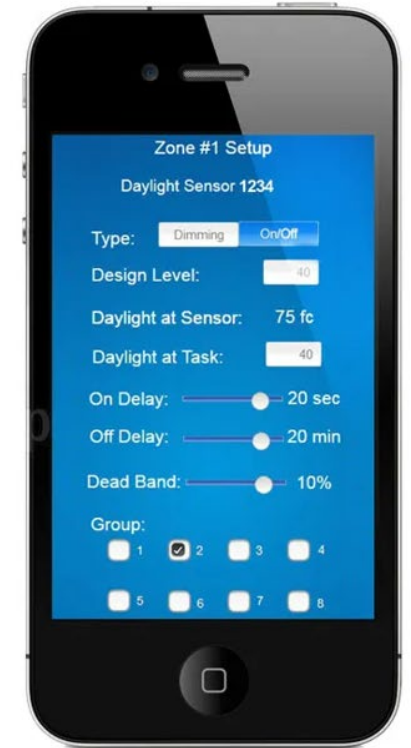 Zone #1 Setup
Daylight Sensor 1234
Type: Dimming On/Off
Design Level: 40
Daylight at Sensor: 75 fc
Daylight at Task: 40
On Delay: 20 sec
Off Delay: 20 min
Dead Band: 10%
Group:
1 2 3 4
5 6 7 8